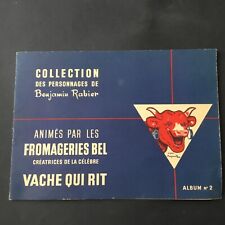 COLLECTION
DES PERSONNAGES DE
Benjamin Rabier
ANIMÉS PAR LES
FROMAGERIES BEL
CRÉATRICES DE LA CÉLÈBRE
VACHE QUI RIT
ALBUM N° 2